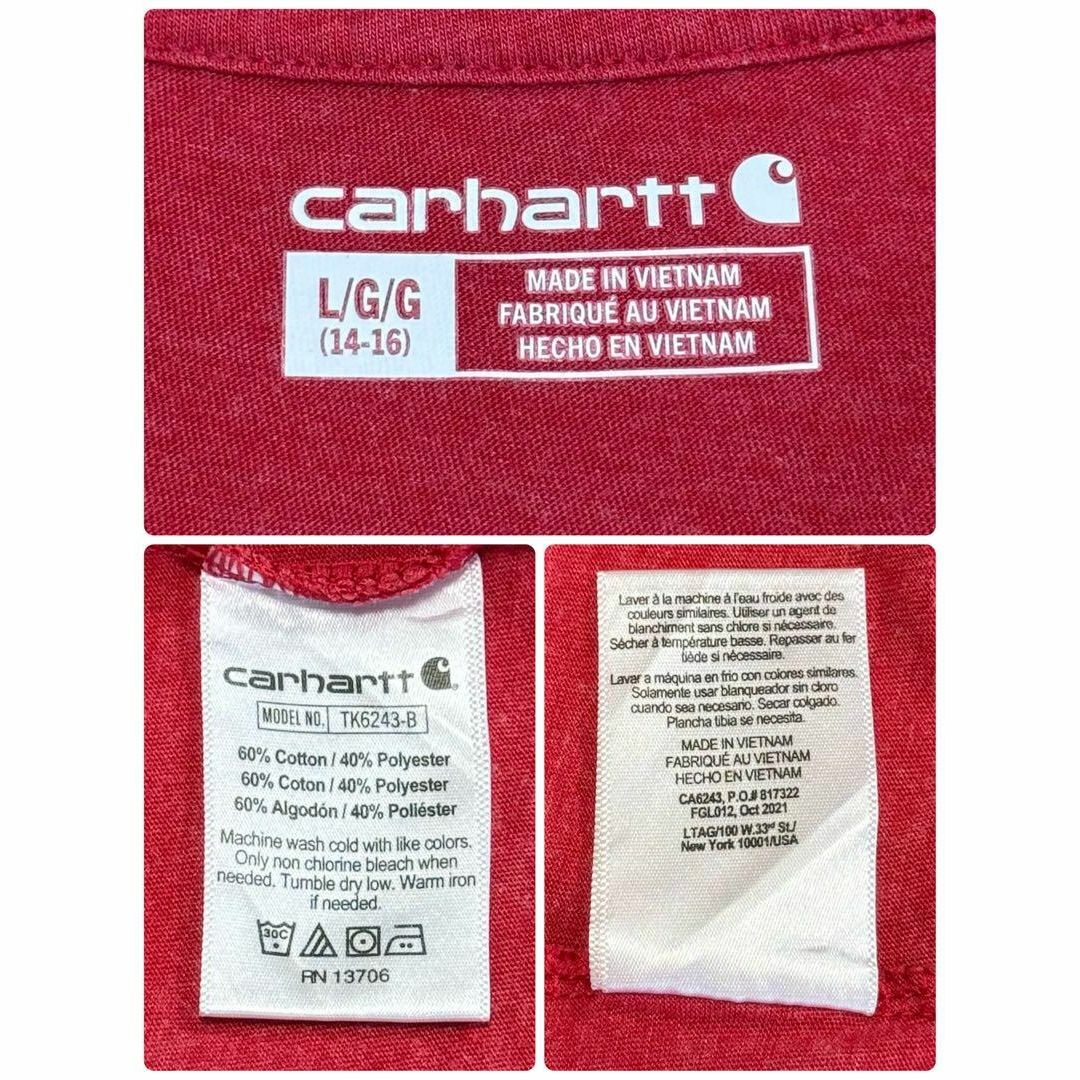 carhartt
L/G/G
(14-16)
MADE IN VIETNAM
FABRIQUÉ AU VIETNAM
HECHO EN VIETNAM
carhartt
MODEL NO. TK6243-B
60% Cotton / 40% Polyester
60% Coton / 40% Polyester
60% Algodón / 40% Poliéster
Machine wash cold with like colors.
Only non chlorine bleach when
needed. Tumble dry low. Warm iron
if needed.
30C
RN 13706
Laver à la machine à l'eau froide avec des
couleurs similaires. Utiliser un agent de
blanchiment sans chlore si nécessaire.
Sécher à température basse. Repasser au fer
tiède si nécessaire.
Lavar a máquina en frio con colores similares.
Solamente usar blanqueador sin cloro
cuando sea necesario. Secar colgado.
Plancha tibia se necesita.
MADE IN VIETNAM
FABRIQUÉ AU VIETNAM
HECHO EN VIETNAM
CA6243, P.O.# 817322
FGL012, Oct 2021
LTAG/100 W.33rd St./
New York 10001/USA